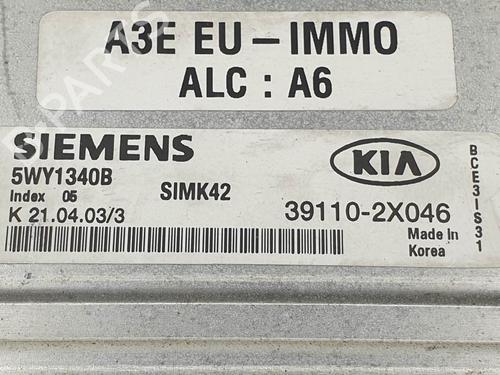 A3E EU - IMMO
ALC : A6
SIEMENS
KIA
5WY1340B
SIMK42
Index 05
K 21.04.03/3
39110-2X046
Made In
Korea
BCE3IS31